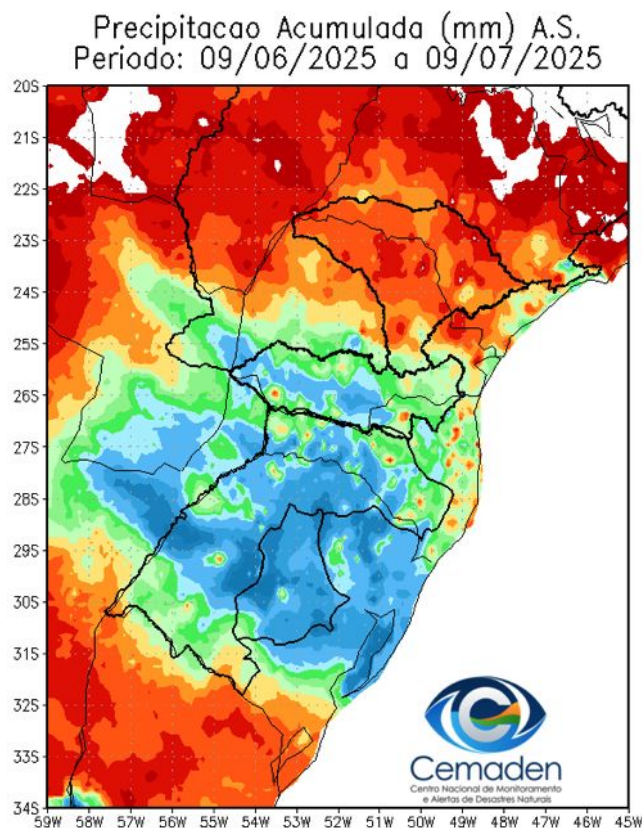 Precipitacao Acumulada (mm) A.S.
Periodo: 09/06/2025 a 09/07/2025
20S
21S
22S
23S
24S
25S
26S
27S
28S
29S
30S
31S
32S
33S
34S
59W 58W 57W 56W 55W 54W 53W 52W 51W 50W 49W 48W 47W 46W 45W
Cemaden
Centro Nacional de Monitoramento
e Alertas de Desastres Naturais